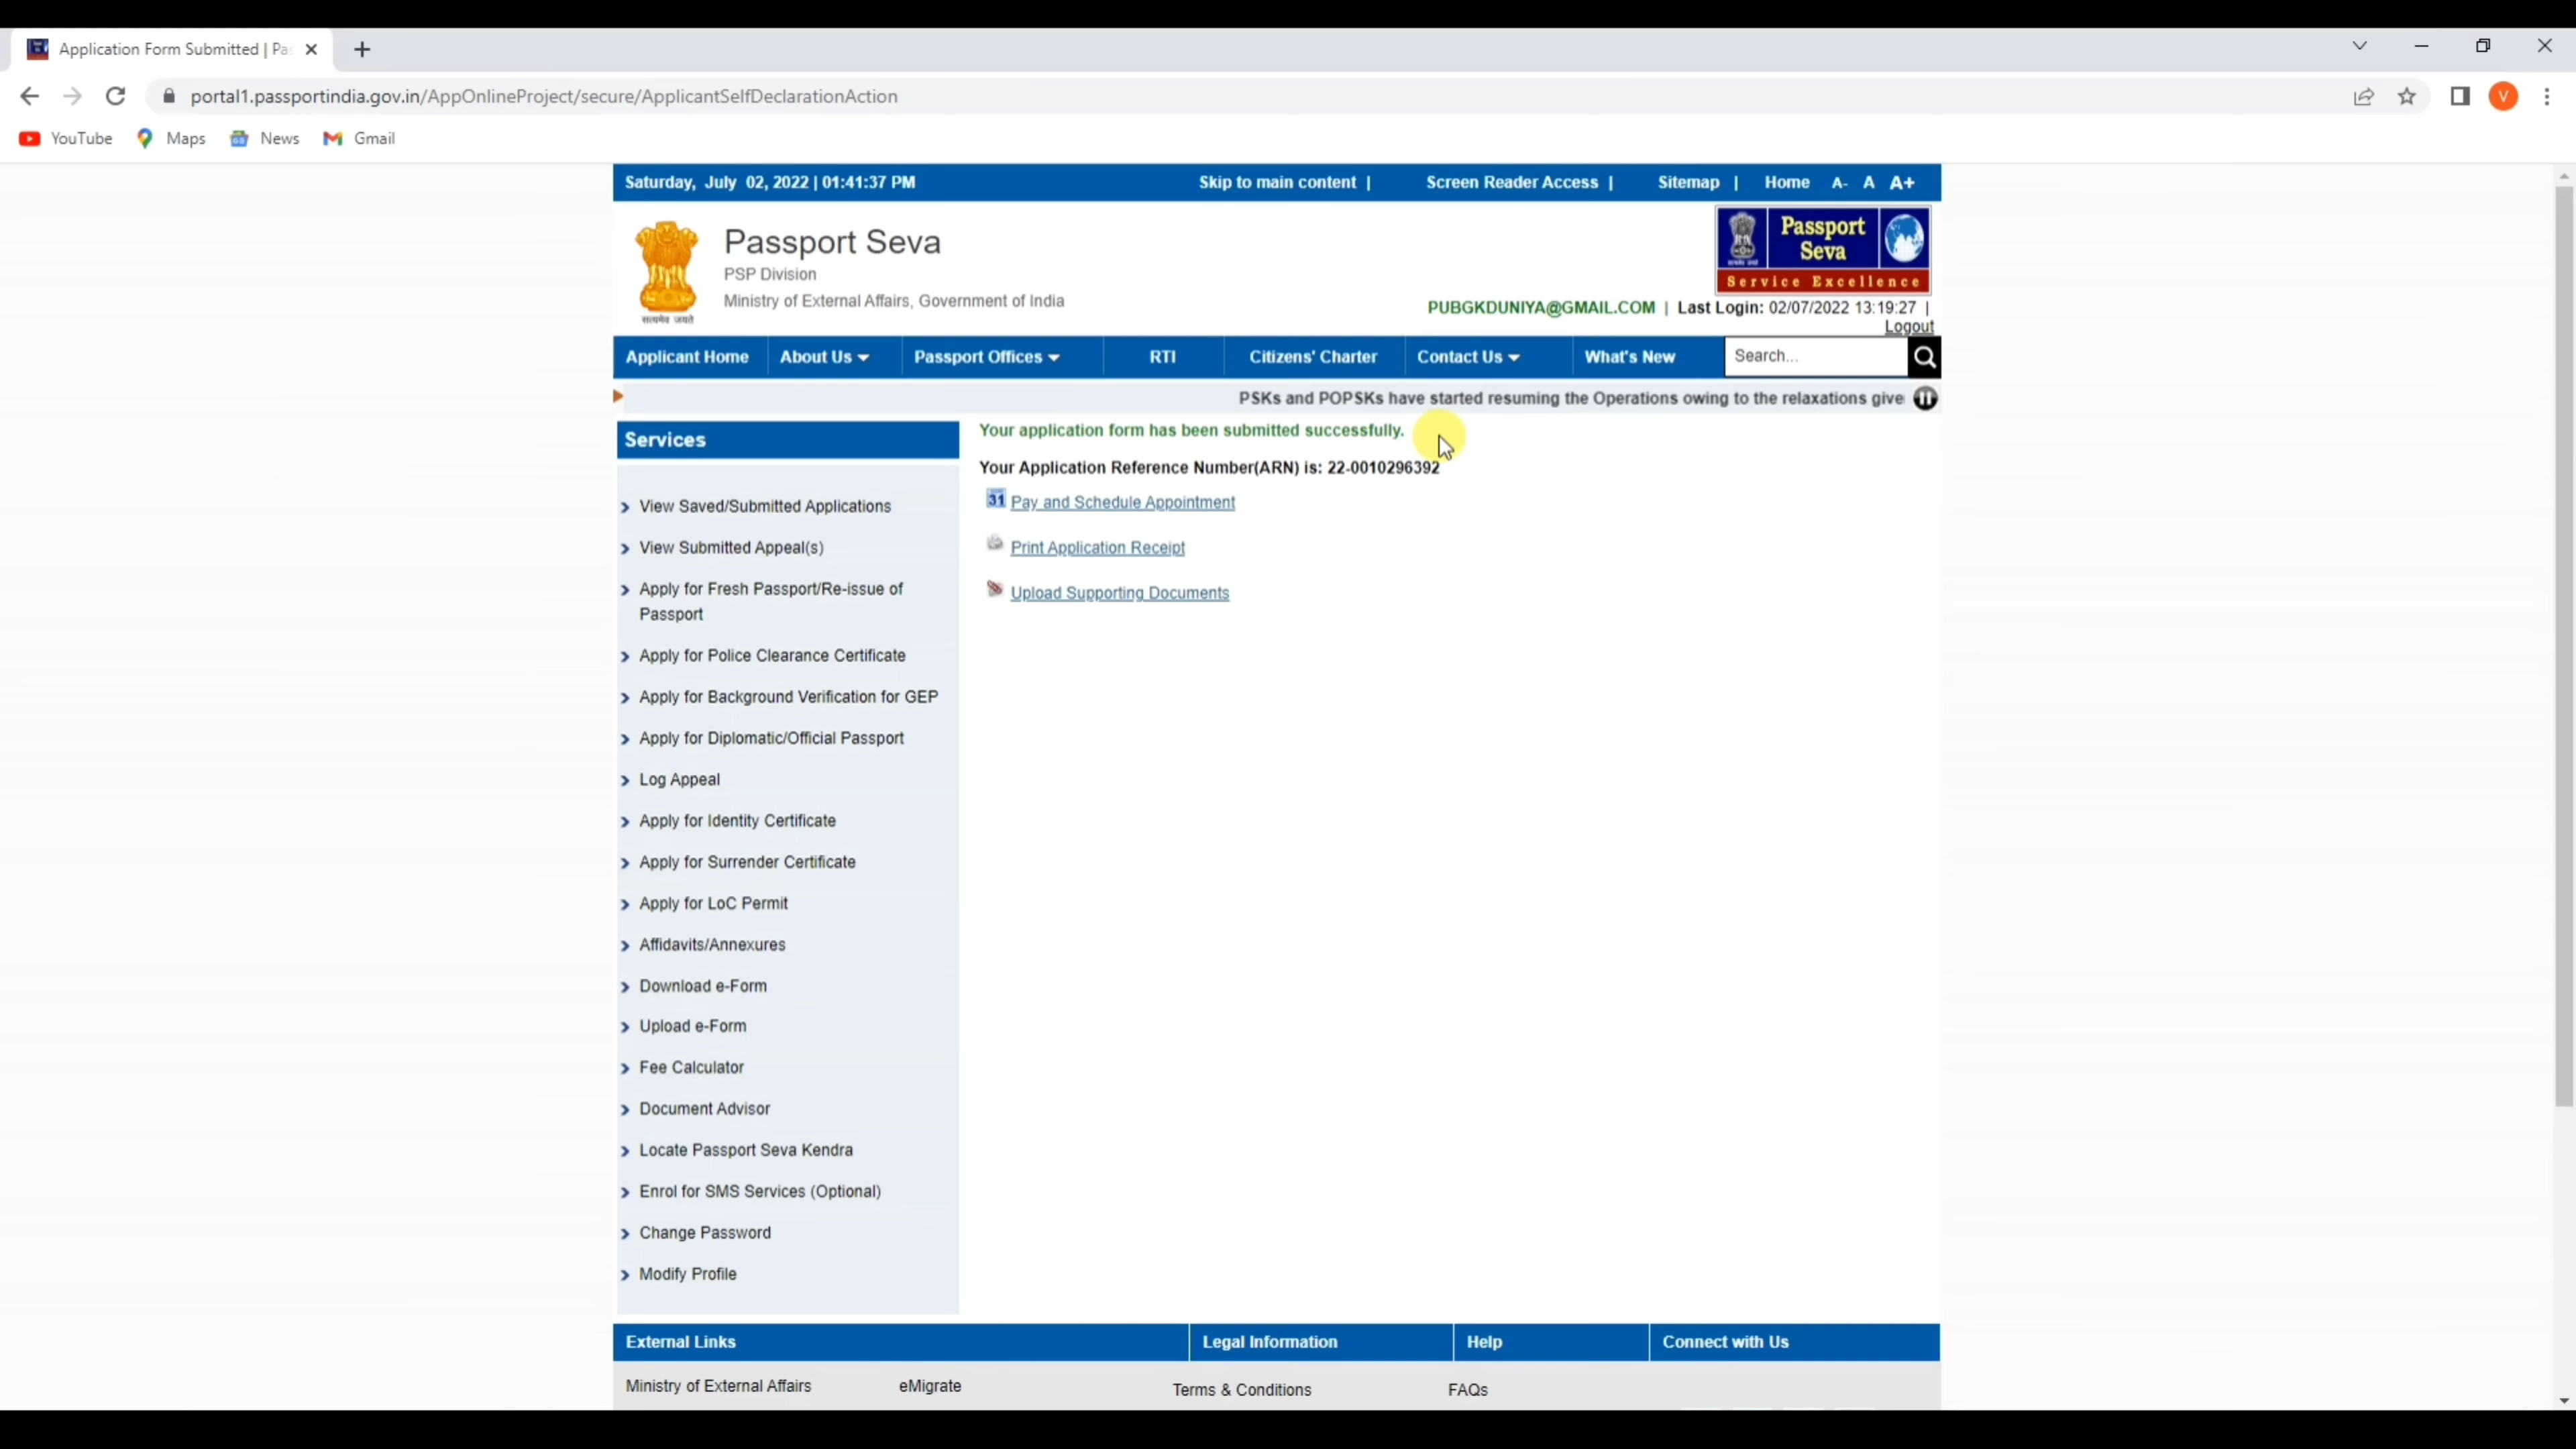 Application Form Submitted | Pa
portal1.passportindia.gov.in/AppOnlineProject/secure/ApplicantSelfDeclarationAction
V
YouTube
Maps
News
Gmail
Saturday, July 02, 2022 | 01:41:37 PM
Skip to main content |
Screen Reader Access |
Sitemap |
Home
A-
A
A+
Passport Seva
PSP Division
Ministry of External Affairs, Government of India
सत्यमेव जयते
Passport
Seva
Service Excellence
PUBGKDUNIYA@GMAIL.COM | Last Login: 02/07/2022 13:19:27 |
Logout
Applicant Home
About Us
Passport Offices
RTI
Citizens' Charter
Contact Us
What's New
Search...
PSKs and POPSKs have started resuming the Operations owing to the relaxations give
Services
View Saved/Submitted Applications
View Submitted Appeal(s)
Apply for Fresh Passport/Re-issue of
Passport
Apply for Police Clearance Certificate
Apply for Background Verification for GEP
Apply for Diplomatic/Official Passport
Log Appeal
Apply for Identity Certificate
Apply for Surrender Certificate
Apply for LoC Permit
Affidavits/Annexures
Download e-Form
Upload e-Form
Fee Calculator
Document Advisor
Locate Passport Seva Kendra
Enrol for SMS Services (Optional)
Change Password
Modify Profile
Your application form has been submitted successfully.
Your Application Reference Number(ARN) is: 22-0010296392
31 Pay and Schedule Appointment
Print Application Receipt
Upload Supporting Documents
External Links
Legal Information
Help
Connect with Us
Ministry of External Affairs
eMigrate
Terms & Conditions
FAQs